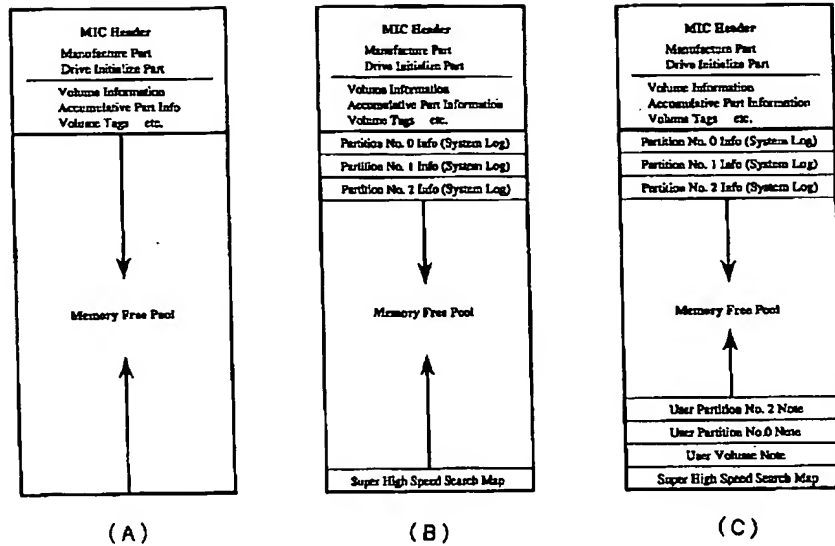 MIC Header
Manufacture Part
Drive Initialize Part
Volume Information
Accumulative Part Info
Volume Tags etc.
Memory Free Pool
(A)
MIC Header
Manufacture Part
Drive Initialize Part
Volume Information
Accumulative Part Information
Volume Tags etc.
Partition No. 0 Info (System Log)
Partition No. 1 Info (System Log)
Partition No. 2 Info (System Log)
Memory Free Pool
Super High Speed Search Map
(B)
MIC Header
Manufacture Part
Drive Initialize Part
Volume Information
Accumulative Part Information
Volume Tags etc.
Partition No. 0 Info (System Log)
Partition No. 1 Info (System Log)
Partition No. 2 Info (System Log)
Memory Free Pool
User Partition No. 2 Note
User Partition No.0 Note
User Volume Note
Super High Speed Search Map
(C)